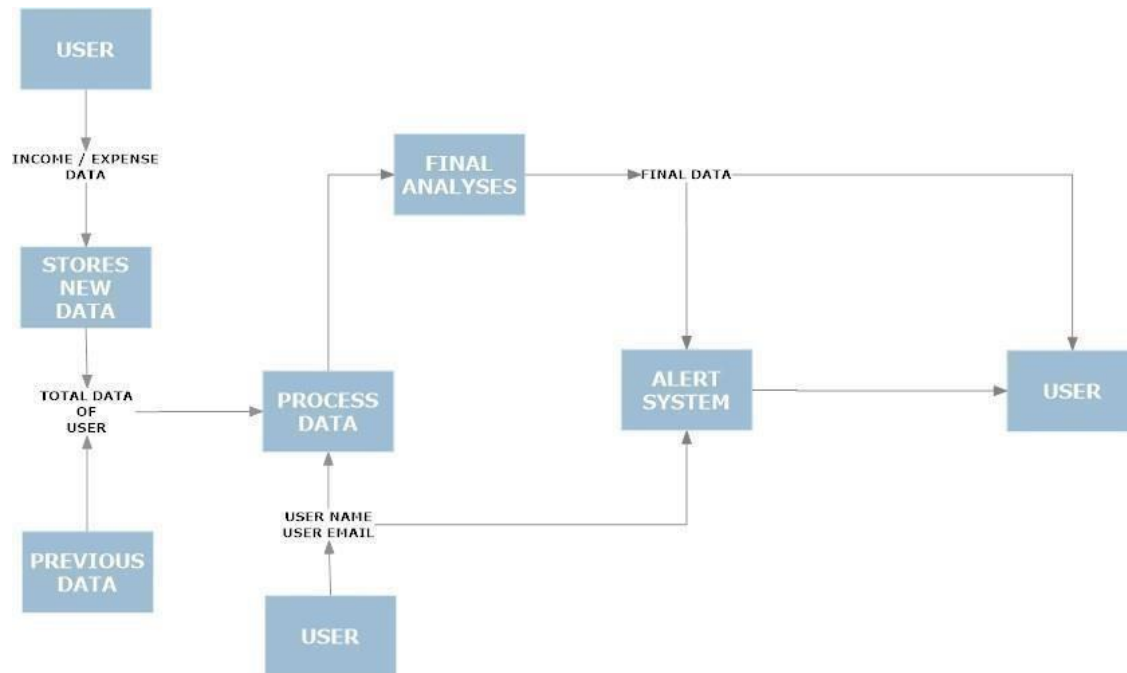 USER
INCOME / EXPENSE
DATA
STORES
NEW
DATA
TOTAL DATA
OF
USER
PREVIOUS
DATA
PROCESS
DATA
USER NAME
USER EMAIL
USER
FINAL
ANALYSES
FINAL DATA
ALERT
SYSTEM
USER